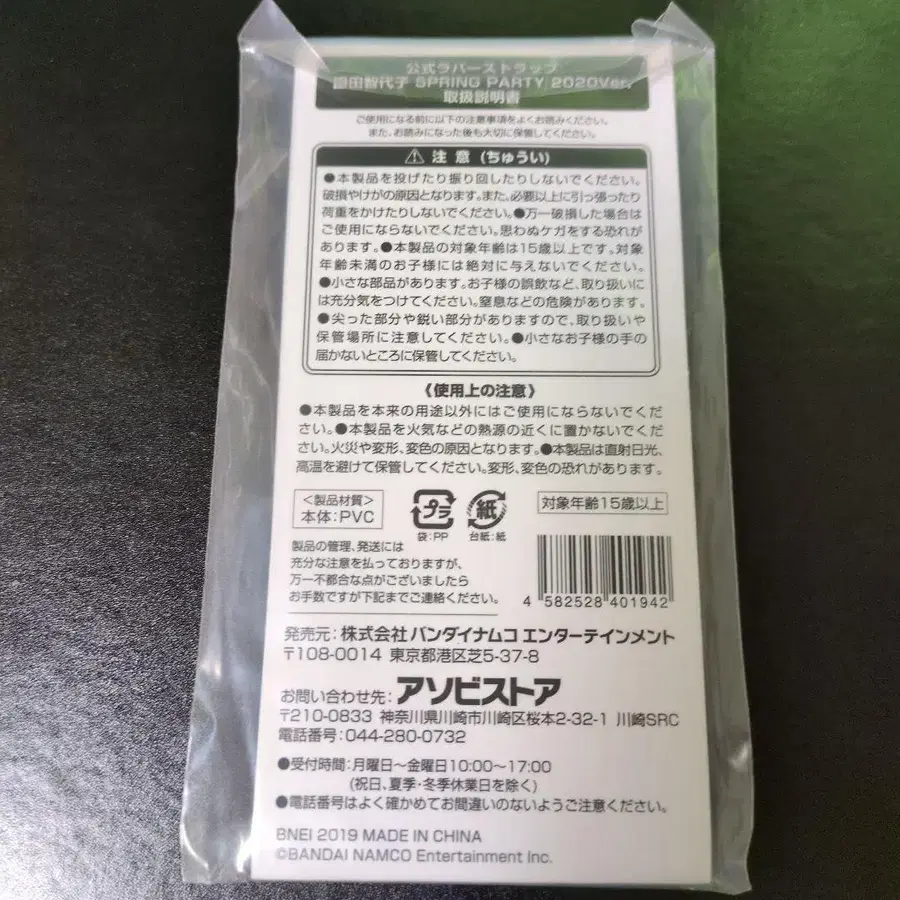 公式ラバーストラップ
園田智代子 SPRING PARTY 2020Ver.
取扱説明書
ご使用になる前に以下の注意事項をよくお読みください。
また、お読みになった後も大切に保管してください。
注意(ちゅうい)
●本製品を投げたり振り回したりしないでください。
破損やけがの原因となります。また、必要以上に引っ張ったり
荷重をかけたりしないでください。●万一破損した場合は
ご使用にならないでください。思わぬケガをする恐れが
あります。●本製品の対象年齢は15歳以上です。対象
年齢未満のお子様には絶対に与えないでください。
●小さな部品があります。お子様の誤飲など、取り扱いに
は充分気をつけてください。窒息などの危険があります。
●尖った部分や鋭い部分がありますので、取り扱いや
保管場所に注意してください。●小さなお子様の手の
届かないところに保管してください。
《使用上の注意》
●本製品を本来の用途以外にはご使用にならないでくだ
さい。●本製品を火気などの熱源の近くに置かないでくだ
さい。火災や変形、変色の原因となります。●本製品は直射日光、
高温を避けて保管してください。変形、変色の恐れがあります。
<製品材質>
本体:PVC
プラ
袋:PP
紙
台紙:紙
対象年齢15歳以上
製品の管理、発送には
充分な注意を払っておりますが、
万一不都合な点がございましたら
お手数ですが下記までご連絡ください。
4 582528 401942
発売元:株式会社バンダイナムコエンターテインメント
〒108-0014 東京都港区芝5-37-8
お問い合わせ先:アソビストア
〒210-0833 神奈川県川崎市川崎区桜本2-32-1 川崎SRC
電話番号:044-280-0732
●受付時間:月曜日～金曜日10:00～17:00
(祝日、夏季・冬季休業日を除く)
●電話番号はよく確かめてお間違いのないようご注意ください。
BNEI 2019 MADE IN CHINA
©BANDAI NAMCO Entertainment Inc.